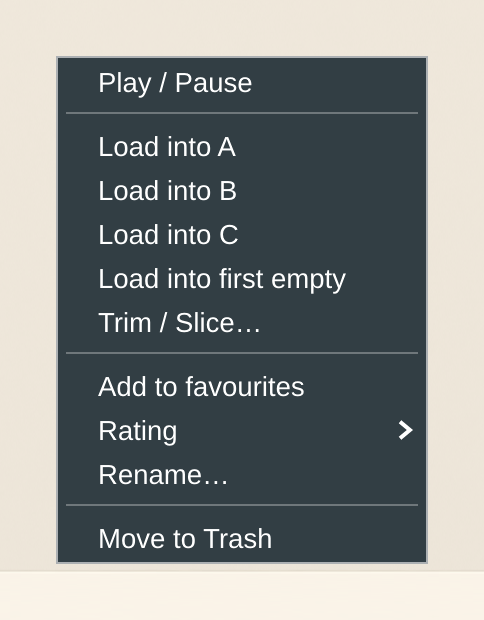 Play / Pause
Load into A
Load into B
Load into C
Load into first empty
Trim / Slice…
Add to favourites
Rating
Rename…
Move to Trash